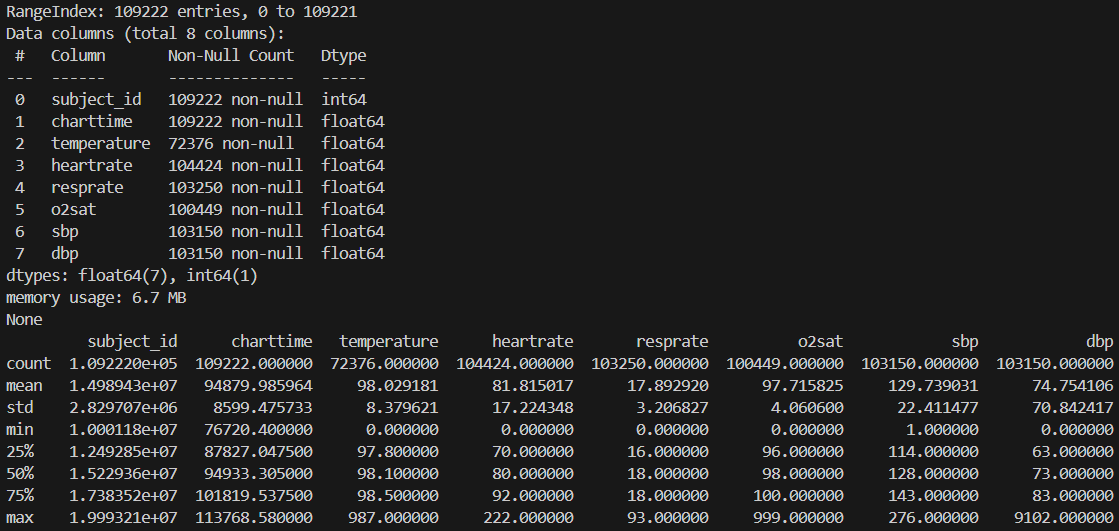 RangeIndex: 109222 entries, 0 to 109221
Data columns (total 8 columns):
 #   Column       Non-Null Count   Dtype
---  ------       --------------   -----
 0   subject_id   109222 non-null  int64
 1   charttime    109222 non-null  float64
 2   temperature  72376 non-null   float64
 3   heartrate    104424 non-null  float64
 4   resprate     103250 non-null  float64
 5   o2sat        100449 non-null  float64
 6   sbp          103150 non-null  float64
 7   dbp          103150 non-null  float64
dtypes: float64(7), int64(1)
memory usage: 6.7 MB
None
         subject_id      charttime   temperature      heartrate       resprate          o2sat            sbp            dbp
count  1.092220e+05  109222.000000  72376.000000  104424.000000  103250.000000  100449.000000  103150.000000  103150.000000
mean   1.498943e+07   94879.985964     98.029181      81.815017      17.892920      97.715825     129.739031      74.754106
std    2.829707e+06    8599.475733      8.379621      17.224348       3.206827       4.060600      22.411477      70.842417
min    1.000118e+07   76720.400000      0.000000       0.000000       0.000000       0.000000       1.000000       0.000000
25%    1.249285e+07   87827.047500     97.800000      70.000000      16.000000      96.000000     114.000000      63.000000
50%    1.522936e+07   94933.305000     98.100000      80.000000      18.000000      98.000000     128.000000      73.000000
75%    1.738352e+07  101819.537500     98.500000      92.000000      18.000000     100.000000     143.000000      83.000000
max    1.999321e+07  113768.580000    987.000000     222.000000      93.000000     999.000000     276.000000    9102.000000